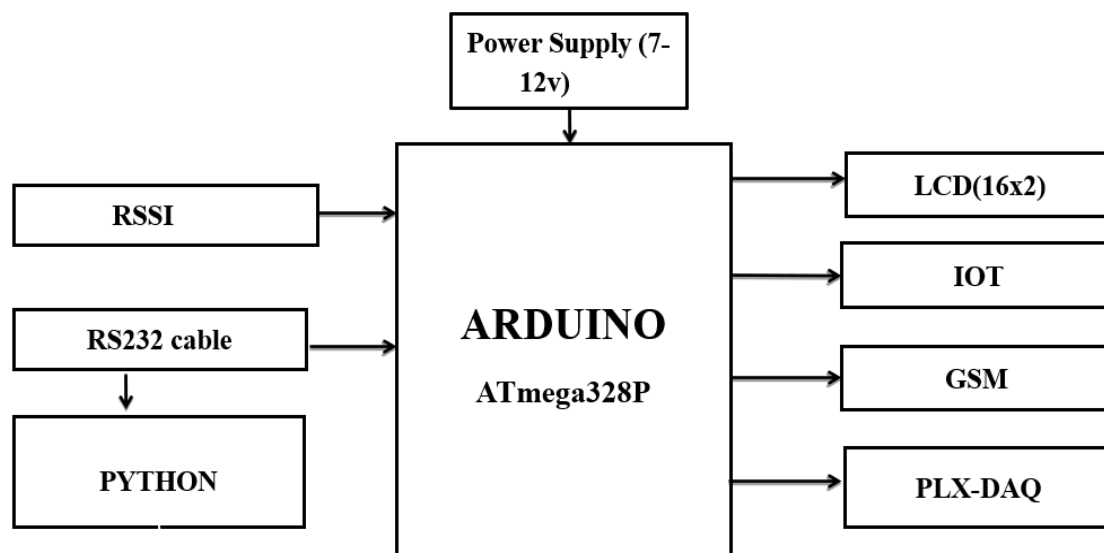 Power Supply (7-
12v)
RSSI
RS232 cable
PYTHON
ARDUINO
ATmega328P
LCD(16x2)
IOT
GSM
PLX-DAQ